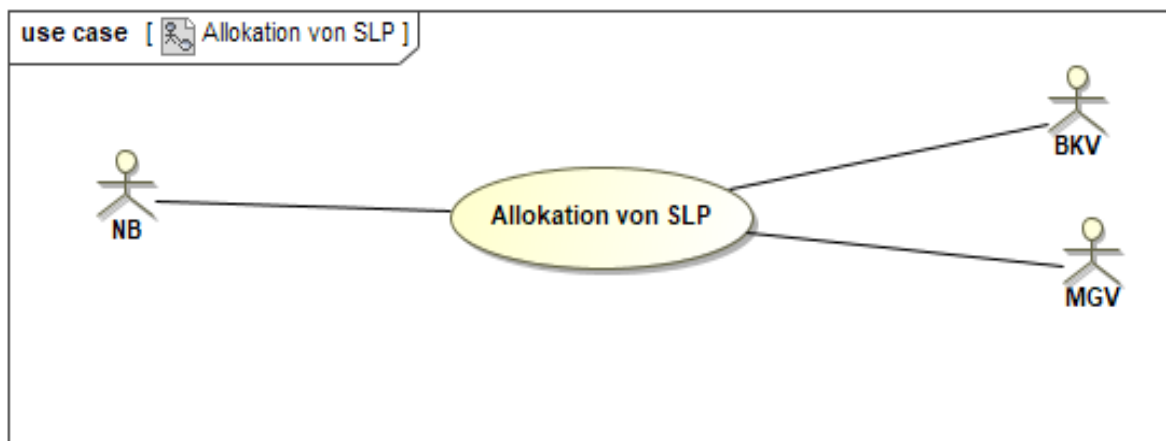 use case [ Allokation von SLP ]
BKV
Allokation von SLP
NB
MGV